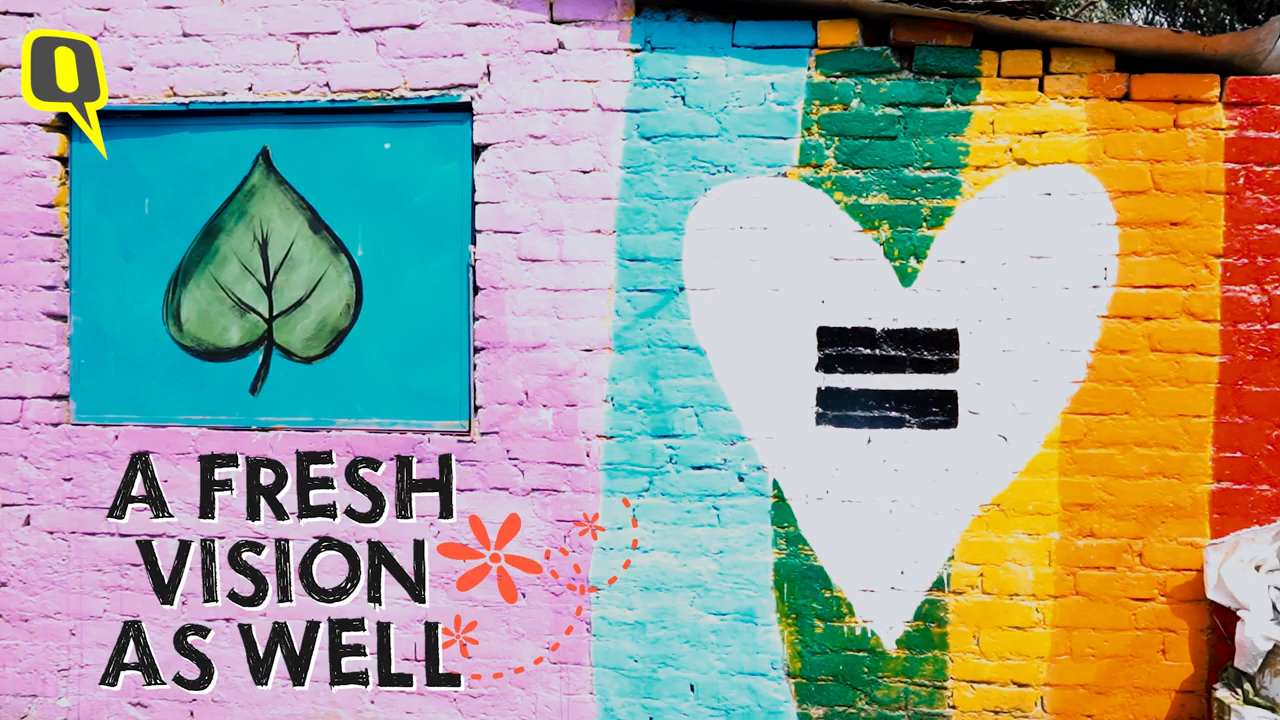 Q
A FRESH
VISION
AS WELL
=